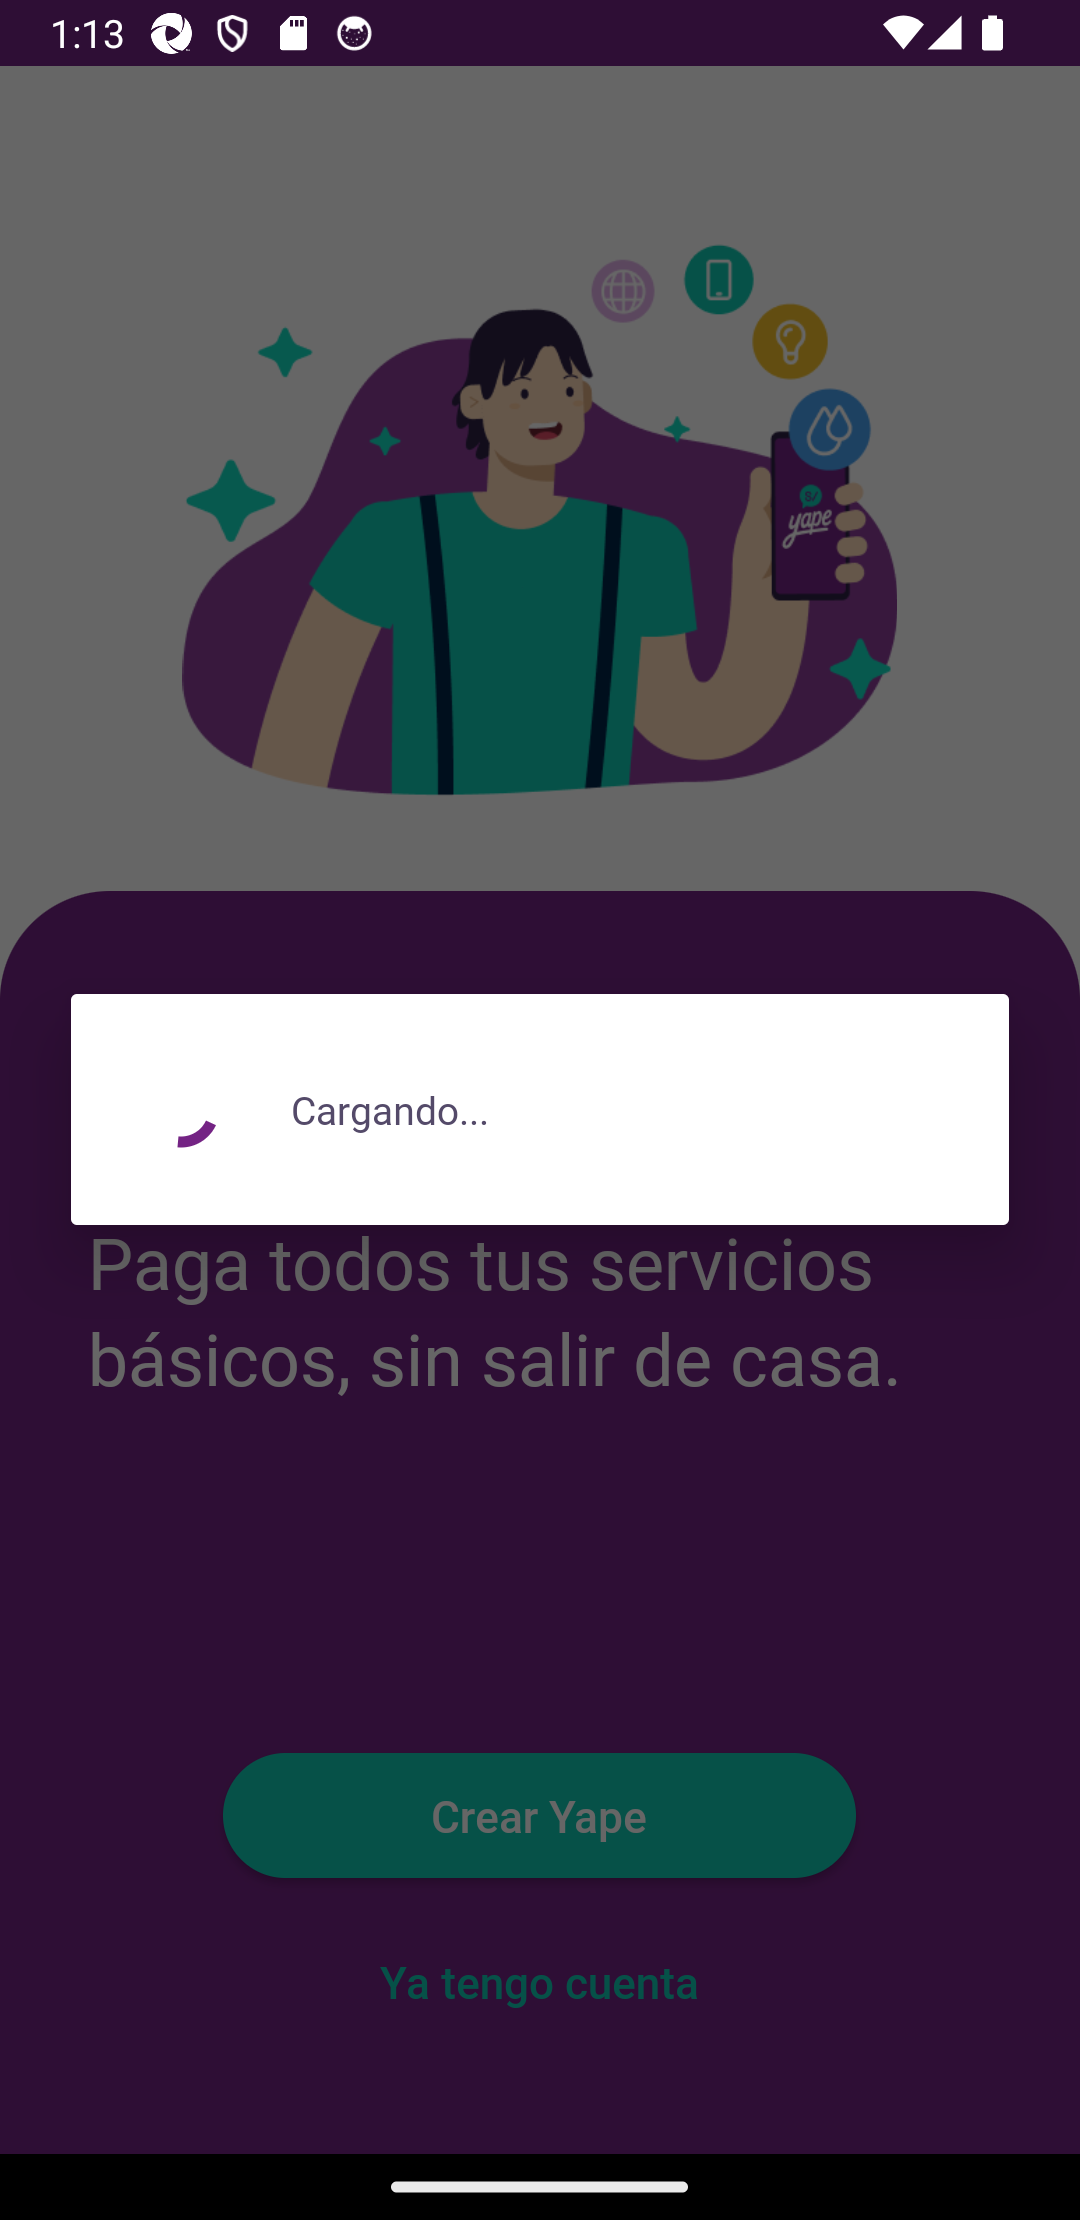 1:13
S/
yape
Cargando...
Paga todos tus servicios
básicos, sin salir de casa.
Crear Yape
Ya tengo cuenta